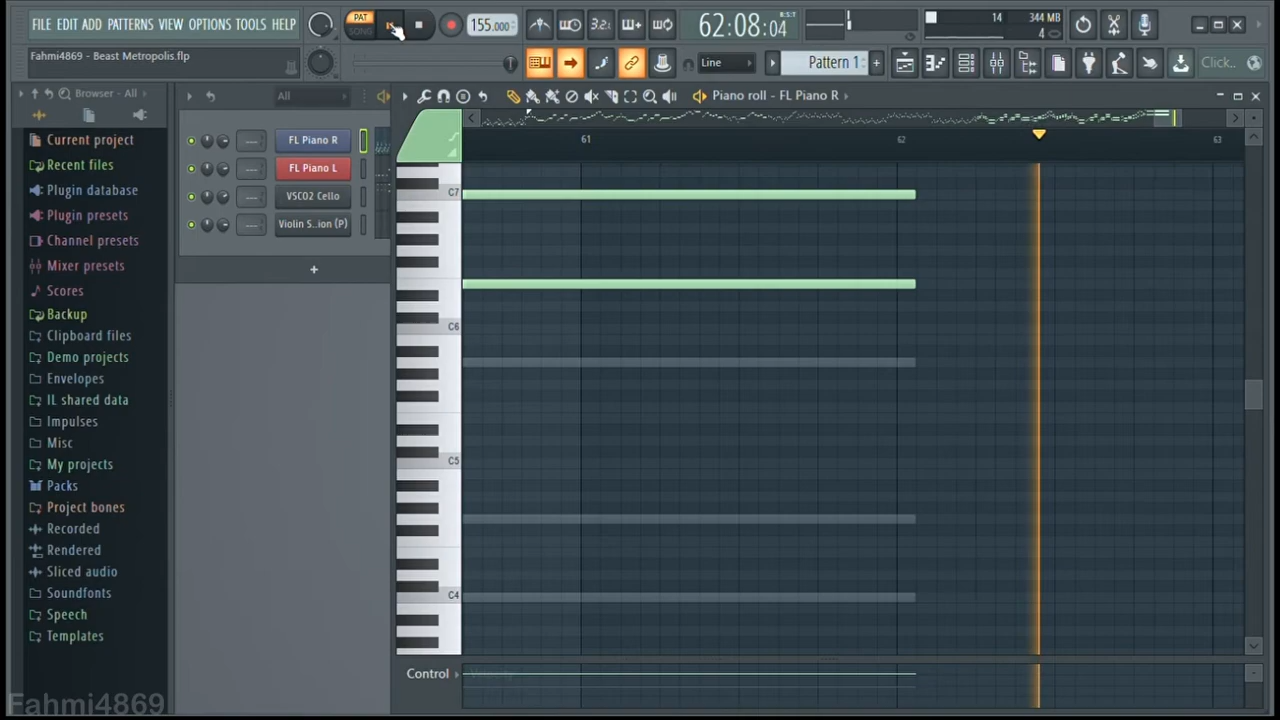 FILE EDIT ADD PATTERNS VIEW OPTIONS TOOLS HELP
PAT
SONG
155.000
3.2:
62:08:04
B:S:T
14
344 MB
4
Fahmi4869 - Beast Metropolis.flp
Line
Pattern 1
Click..
Browser - All
All
Piano roll - FL Piano R
Current project
Recent files
Plugin database
Plugin presets
Channel presets
Mixer presets
Scores
Backup
Clipboard files
Demo projects
Envelopes
IL shared data
Impulses
Misc
My projects
Packs
Project bones
Recorded
Rendered
Sliced audio
Soundfonts
Speech
Templates
FL Piano R
FL Piano L
VSCO2 Cello
Violin S..ion (P)
61
62
63
C7
C6
C5
C4
Control
Velocity
Fahmi4869